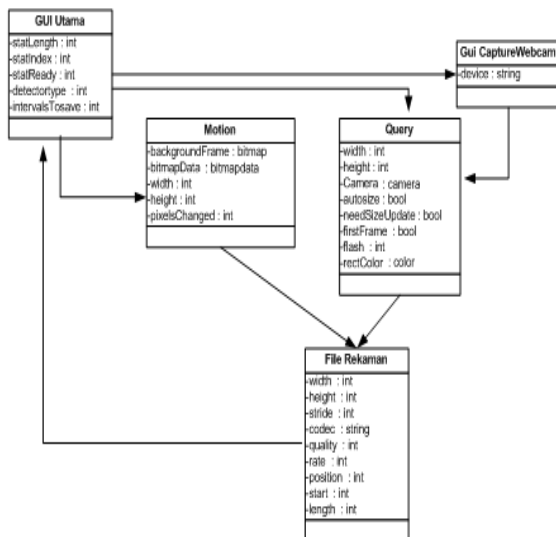 GUI Utama
-statLength : int
-statIndex : int
-statReady : int
-detectortype : int
-intervalsTosave : int
Gui CaptureWebcam
-device : string
Motion
-backgroundFrame : bitmap
-bitmapData : bitmapdata
-width : int
-height : int
-pixelsChanged : int
Query
-width : int
-height : int
-Camera : camera
-autosize : bool
-needSizeUpdate : bool
-firstFrame : bool
-flash : int
-rectColor : color
File Rekaman
-width : int
-height : int
-stride : int
-codec : string
-quality : int
-rate : int
-position : int
-start : int
-length : int